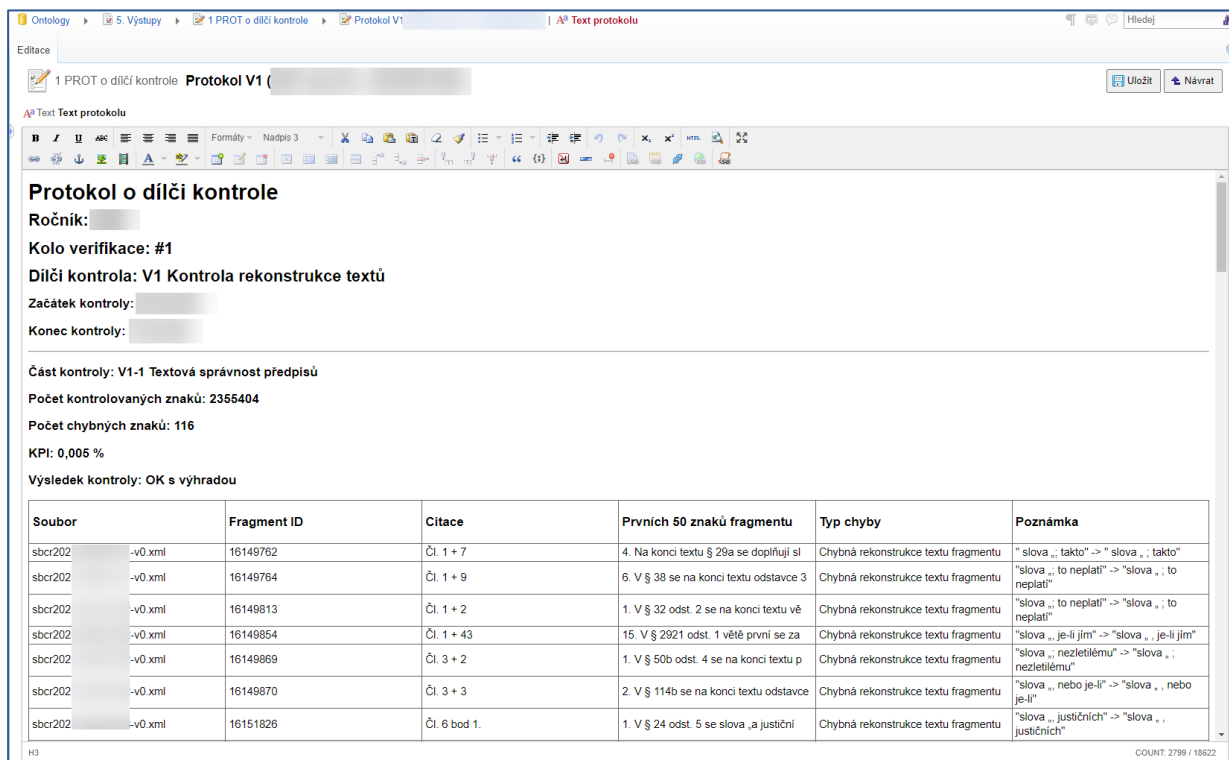 Ontology ▸ 5. Výstupy ▸ 1 PROT o dílčí kontrole ▸ Protokol V1 | Text protokolu
Hledej
Editace
1 PROT o dílčí kontrole Protokol V1 (
Uložit Návrat
Text Text protokolu
B I U ABC Formáty Nadpis 3 HTML
Protokol o dílči kontrole
Ročník:
Kolo verifikace: #1
Dílči kontrola: V1 Kontrola rekonstrukce textů
Začátek kontroly:
Konec kontroly:
Část kontroly: V1-1 Textová správnost předpisů
Počet kontrolovaných znaků: 2355404
Počet chybných znaků: 116
KPI: 0,005 %
Výsledek kontroly: OK s výhradou
Soubor Fragment ID Citace Prvních 50 znaků fragmentu Typ chyby Poznámka
sbcr202 -v0.xml 16149762 Čl. 1 + 7 4. Na konci textu § 29a se doplňují sl Chybná rekonstrukce textu fragmentu " slova „; takto" -> " slova „ ; takto"
sbcr202 -v0.xml 16149764 Čl. 1 + 9 6. V § 38 se na konci textu odstavce 3 Chybná rekonstrukce textu fragmentu "slova „; to neplatí" -> "slova „ ; to
neplatí"
sbcr202 -v0.xml 16149813 Čl. 1 + 2 1. V § 32 odst. 2 se na konci textu vě Chybná rekonstrukce textu fragmentu "slova „; to neplatí" -> "slova „ ; to
neplatí"
sbcr202 -v0.xml 16149854 Čl. 1 + 43 15. V § 2921 odst. 1 větě první se za Chybná rekonstrukce textu fragmentu "slova „, je-li jím" -> "slova „ , je-li jím"
sbcr202 -v0.xml 16149869 Čl. 3 + 2 1. V § 50b odst. 4 se na konci textu p Chybná rekonstrukce textu fragmentu "slova „; nezletilému" -> "slova „ ;
nezletilému"
sbcr202 -v0.xml 16149870 Čl. 3 + 3 2. V § 114b se na konci textu odstavce Chybná rekonstrukce textu fragmentu "slova „, nebo je-li" -> "slova „ , nebo
je-li"
sbcr202 -v0.xml 16151826 Čl. 6 bod 1. 1. V § 24 odst. 5 se slova „a justiční Chybná rekonstrukce textu fragmentu "slova „, justičních" -> "slova „ ,
justičních"
H3 COUNT: 2799 / 18622